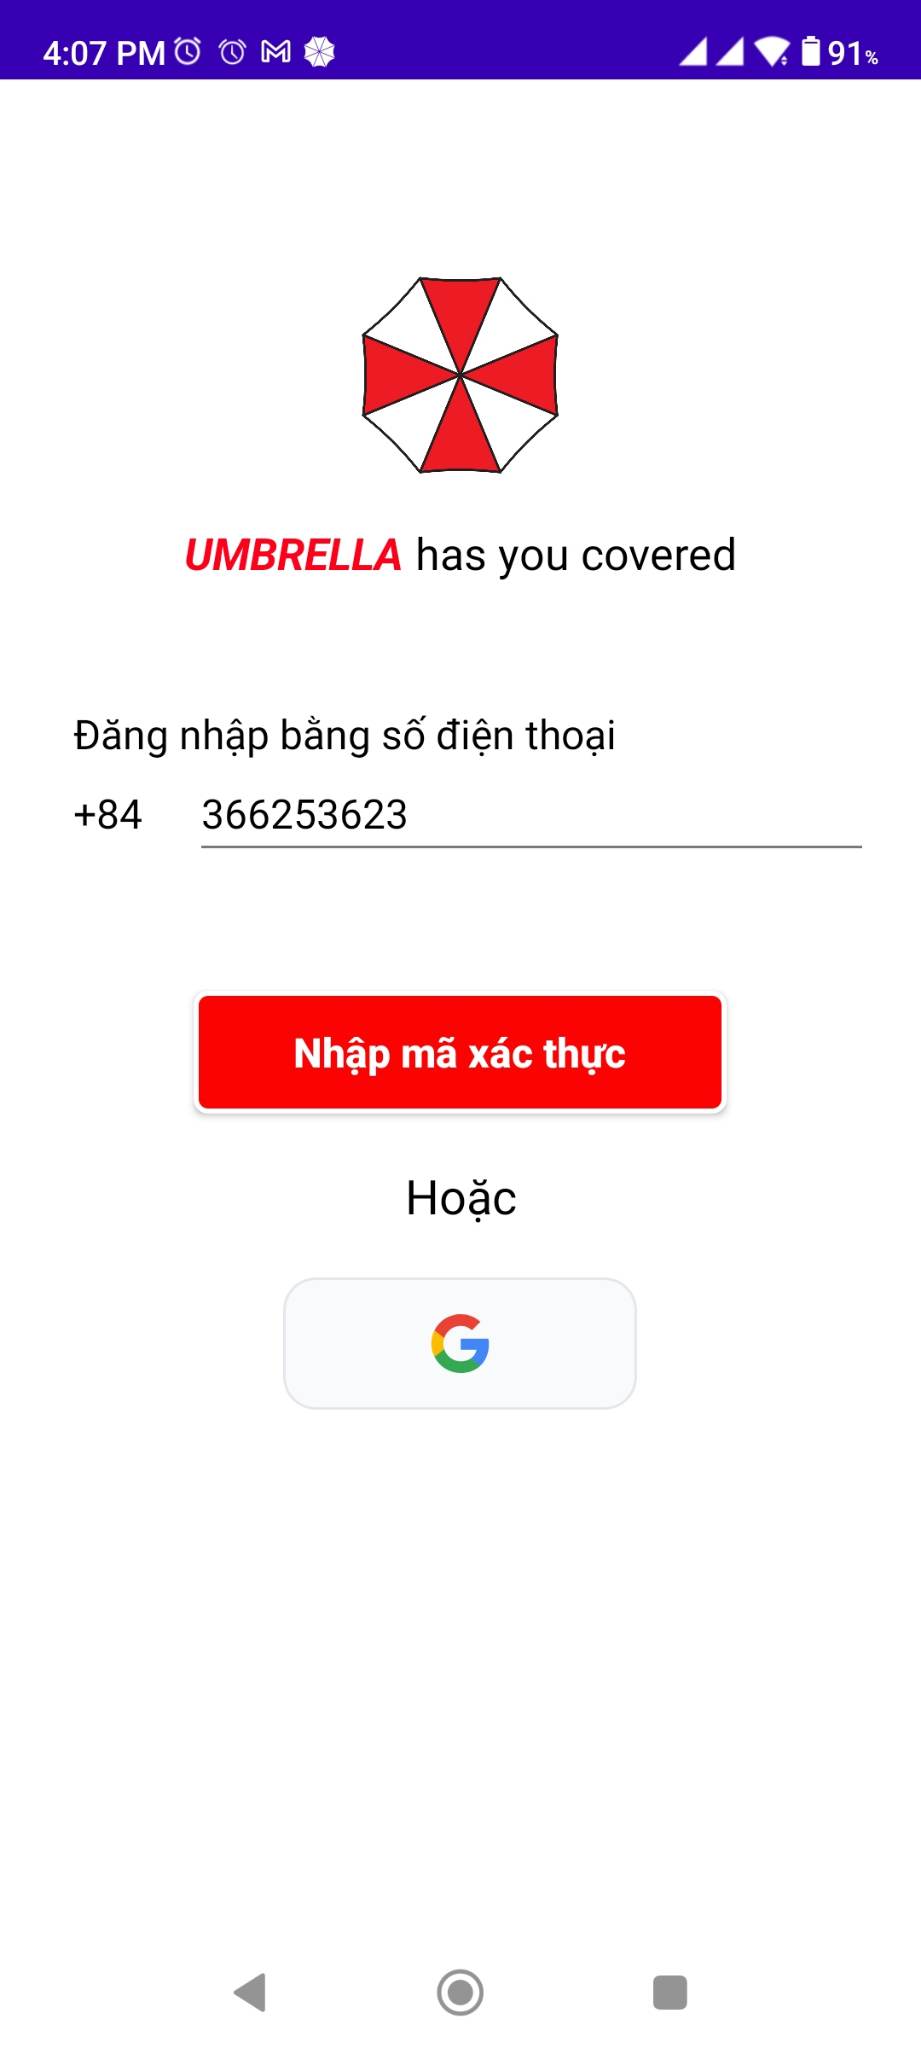 4:07 PM 91%
UMBRELLA has you covered
Đăng nhập bằng số điện thoại
+84 366253623
Nhập mã xác thực
Hoặc